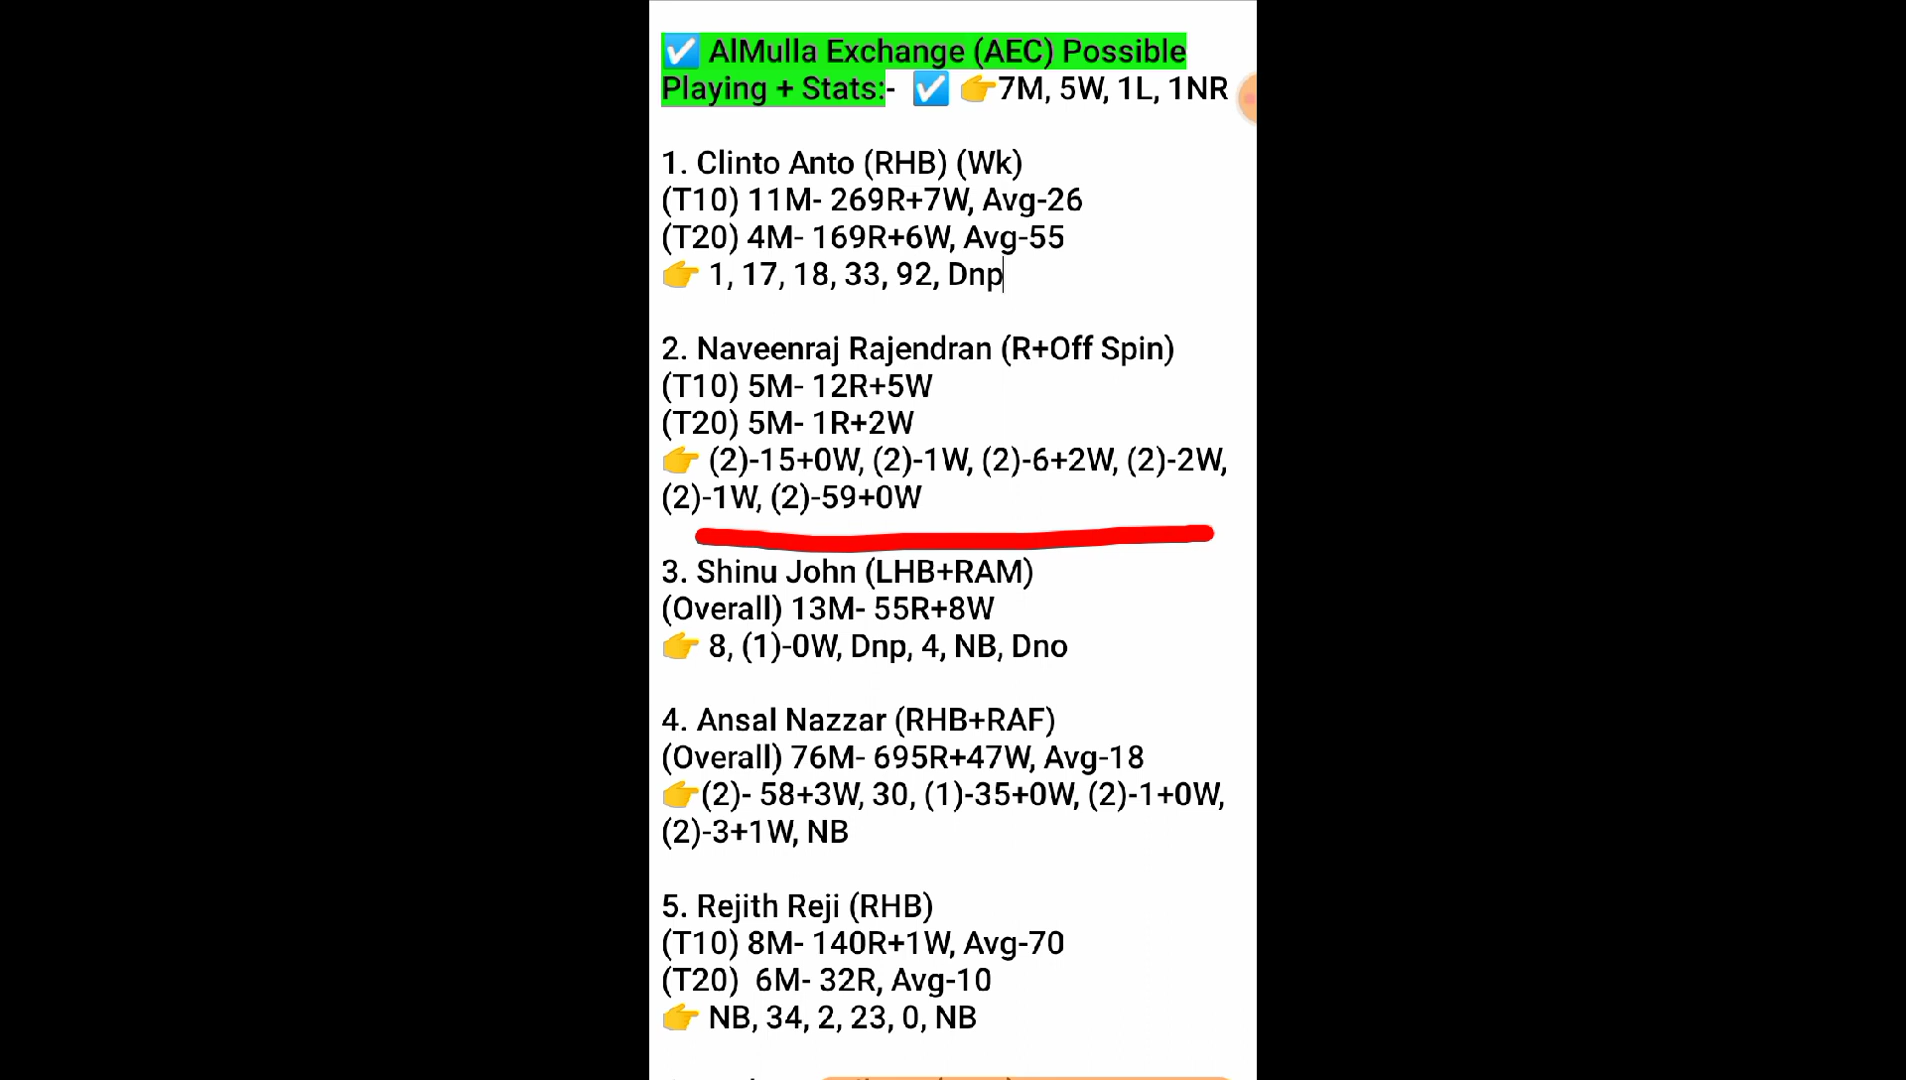 ✅ AlMulla Exchange (AEC) Possible
Playing + Stats:- ✅ 👉7M, 5W, 1L, 1NR
1. Clinto Anto (RHB) (Wk)
(T10) 11M- 269R+7W, Avg-26
(T20) 4M- 169R+6W, Avg-55
👉 1, 17, 18, 33, 92, Dnp
2. Naveenraj Rajendran (R+Off Spin)
(T10) 5M- 12R+5W
(T20) 5M- 1R+2W
👉 (2)-15+0W, (2)-1W, (2)-6+2W, (2)-2W,
(2)-1W, (2)-59+0W
3. Shinu John (LHB+RAM)
(Overall) 13M- 55R+8W
👉 8, (1)-0W, Dnp, 4, NB, Dno
4. Ansal Nazzar (RHB+RAF)
(Overall) 76M- 695R+47W, Avg-18
👉(2)- 58+3W, 30, (1)-35+0W, (2)-1+0W,
(2)-3+1W, NB
5. Rejith Reji (RHB)
(T10) 8M- 140R+1W, Avg-70
(T20)  6M- 32R, Avg-10
👉 NB, 34, 2, 23, 0, NB